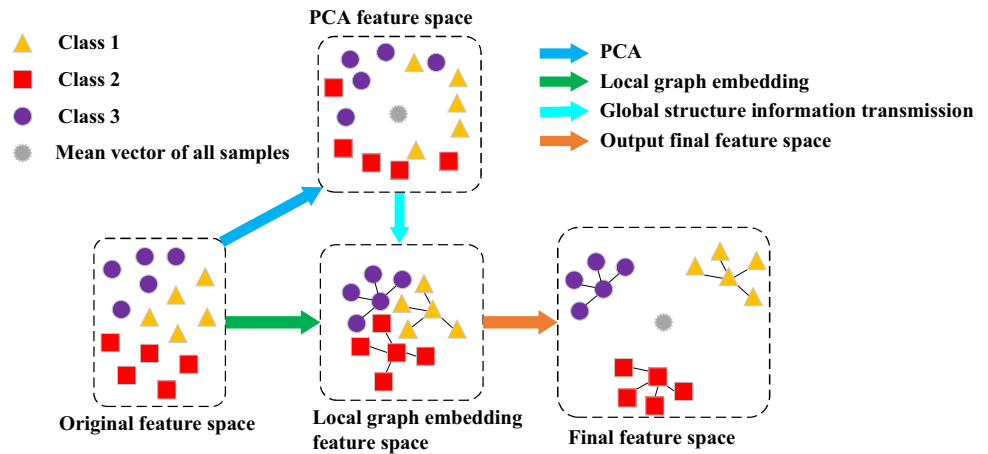 PCA feature space
Class 1
Class 2
Class 3
Mean vector of all samples
PCA
Local graph embedding
Global structure information transmission
Output final feature space
Original feature space
Local graph embedding
feature space
Final feature space